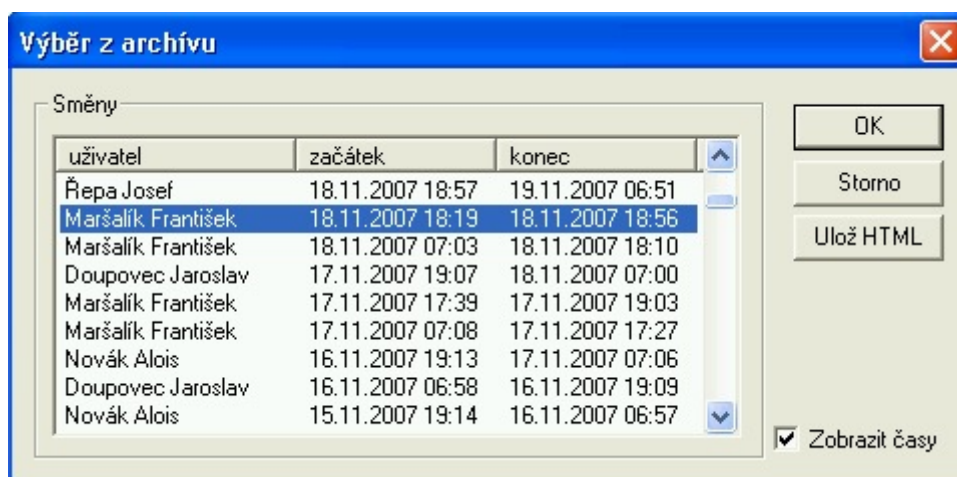 Výběr z archívu
Směny
uživatel začátek konec
Řepa Josef 18.11.2007 18:57 19.11.2007 06:51
Maršalík František 18.11.2007 18:19 18.11.2007 18:56
Maršalík František 18.11.2007 07:03 18.11.2007 18:10
Doupovec Jaroslav 17.11.2007 19:07 18.11.2007 07:00
Maršalík František 17.11.2007 17:39 17.11.2007 19:03
Maršalík František 17.11.2007 07:08 17.11.2007 17:27
Novák Alois 16.11.2007 19:13 17.11.2007 07:06
Doupovec Jaroslav 16.11.2007 06:58 16.11.2007 19:09
Novák Alois 15.11.2007 19:14 16.11.2007 06:57
OK
Storno
Ulož HTML
Zobrazit časy